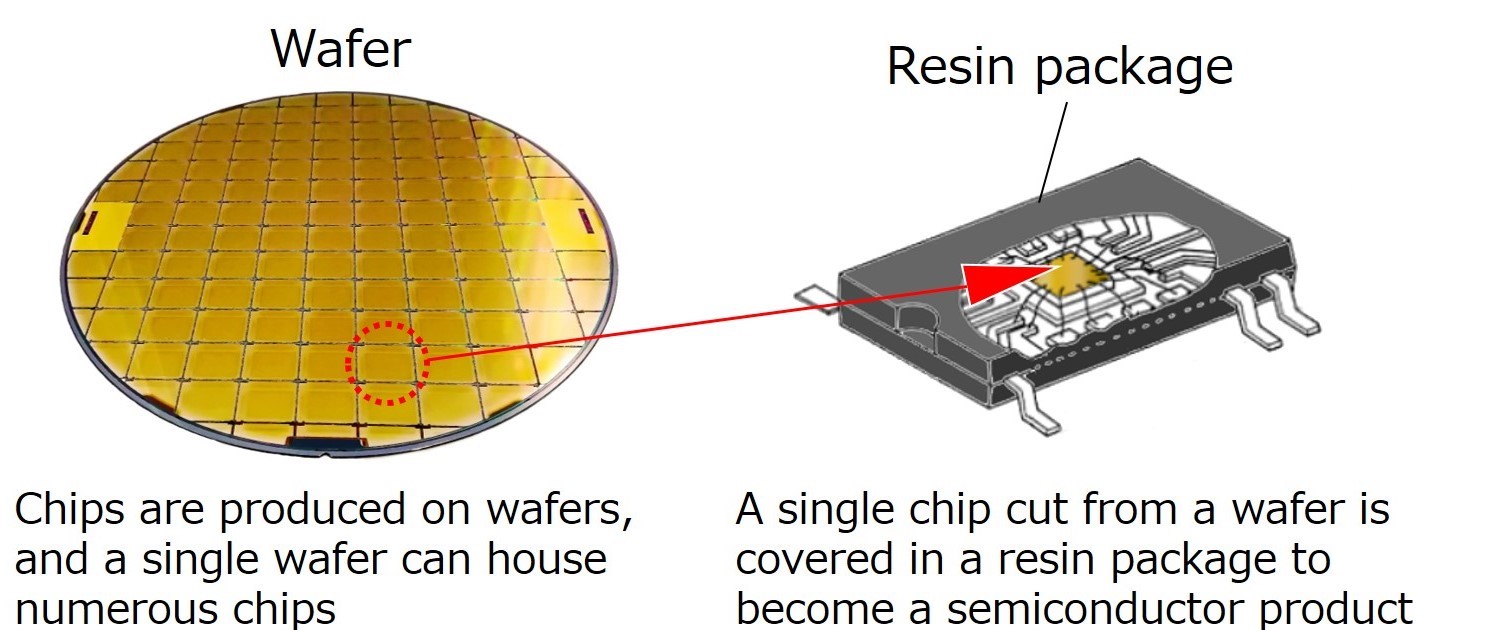 Wafer
Resin package
Chips are produced on wafers,
and a single wafer can house
numerous chips
A single chip cut from a wafer is
covered in a resin package to
become a semiconductor product